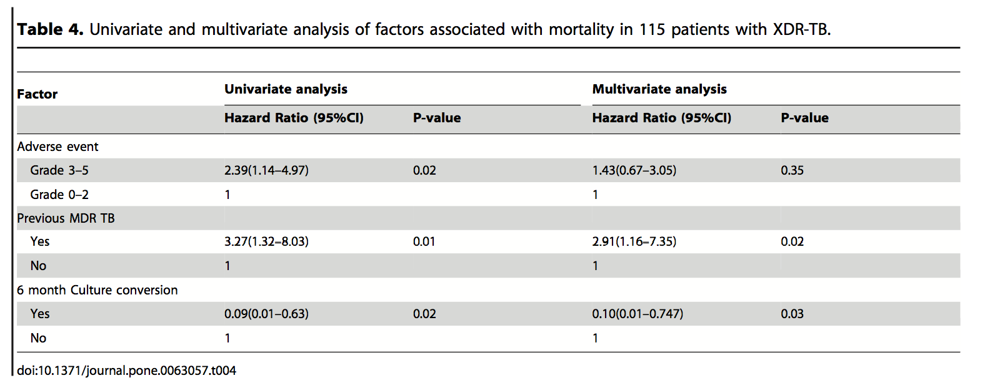 Table 4. Univariate and multivariate analysis of factors associated with mortality in 115 patients with XDR-TB.
Factor Univariate analysis Multivariate analysis
Hazard Ratio (95%CI) P-value Hazard Ratio (95%CI) P-value
Adverse event
Grade 3–5 2.39(1.14–4.97) 0.02 1.43(0.67–3.05) 0.35
Grade 0–2 1 1
Previous MDR TB
Yes 3.27(1.32–8.03) 0.01 2.91(1.16–7.35) 0.02
No 1 1
6 month Culture conversion
Yes 0.09(0.01–0.63) 0.02 0.10(0.01–0.747) 0.03
No 1 1
doi:10.1371/journal.pone.0063057.t004